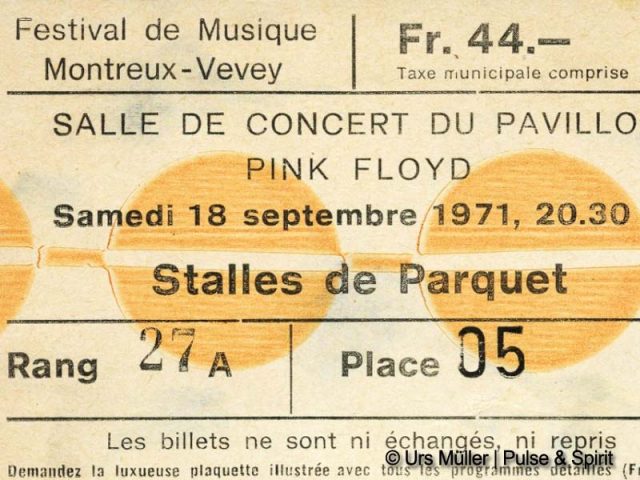 Festival de Musique
Montreux-Vevey
Fr. 44.—
Taxe municipale comprise
SALLE DE CONCERT DU PAVILLO
PINK FLOYD
Samedi 18 septembre 1971, 20.30
Stalles de Parquet
Rang 27 A
Place 05
Les billets ne sont ni échangés, ni repris
© Urs Müller | Pulse & Spirit
Demandez la luxueuse plaquette illustrée avec tous les programmes détaillés (Fr